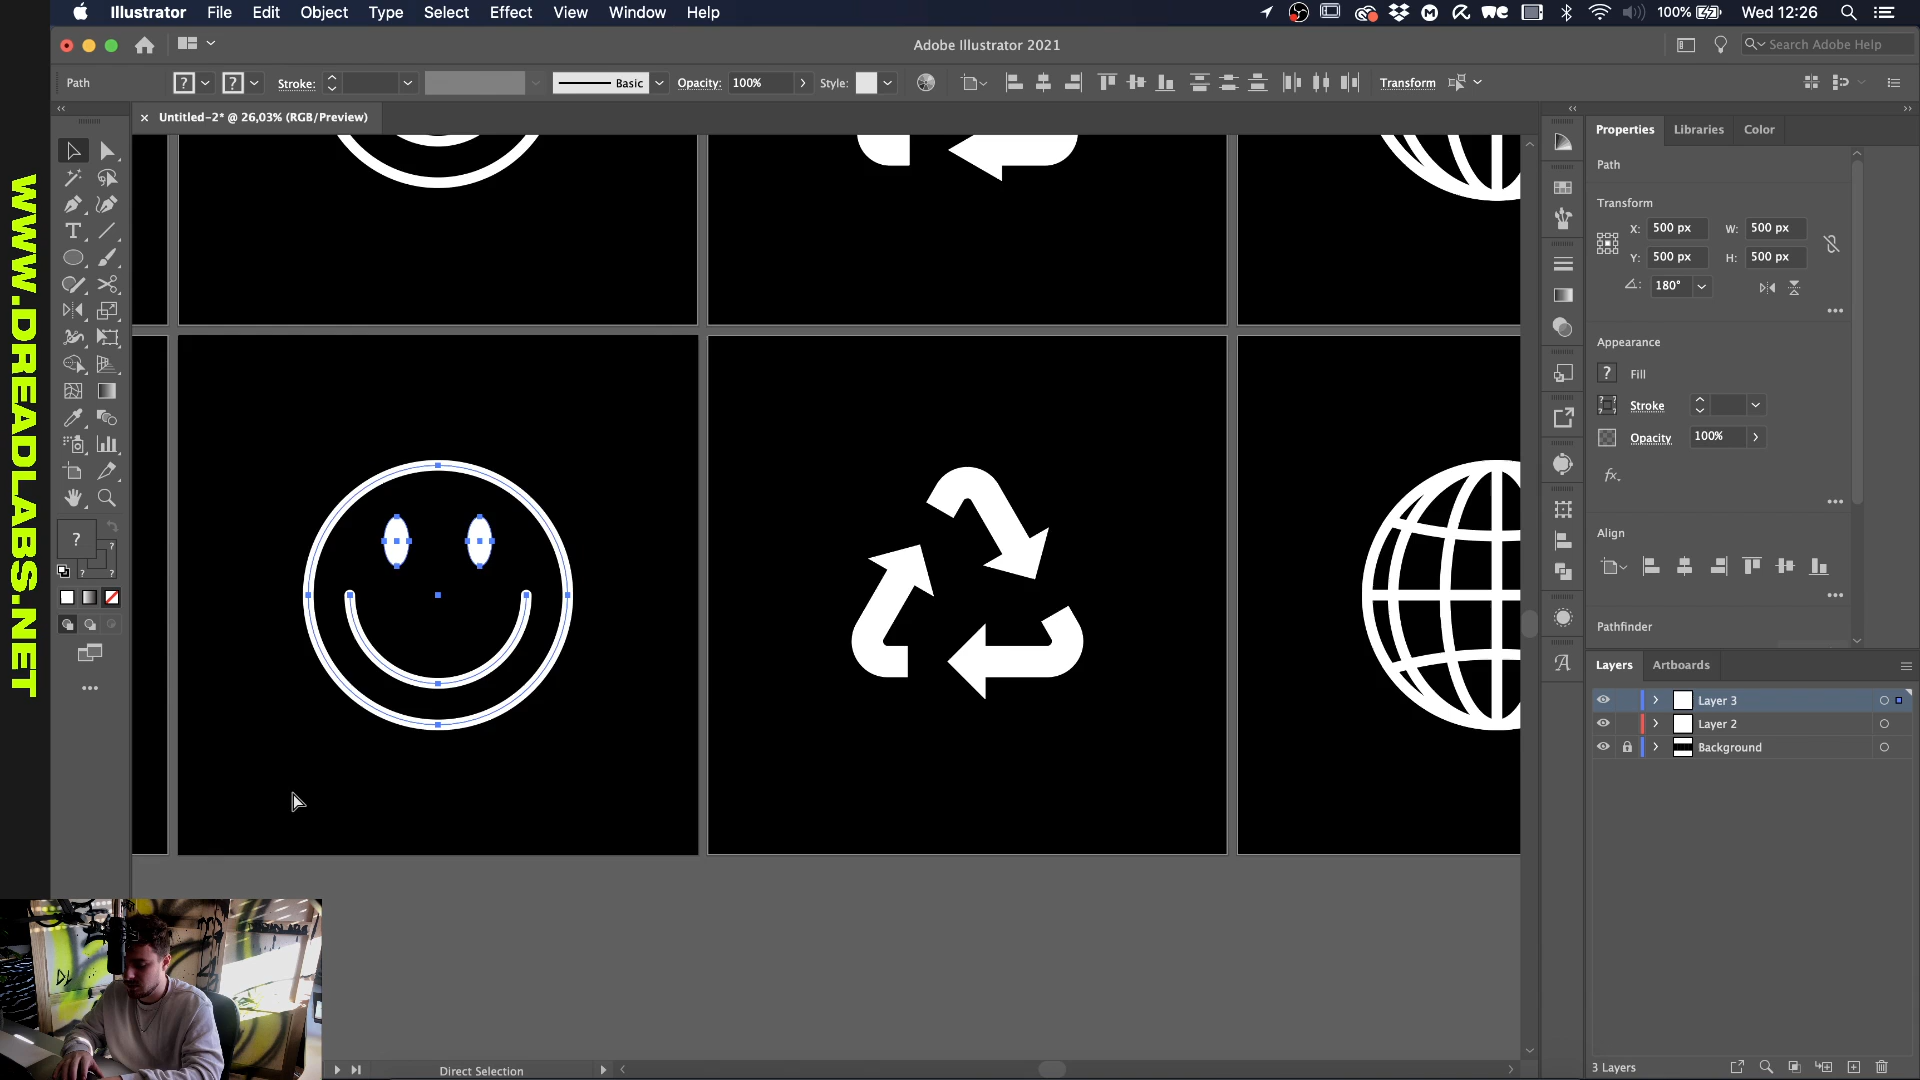 Illustrator File Edit Object Type Select Effect View Window Help
100% Wed 12:26
Adobe Illustrator 2021
Search Adobe Help
Path
Stroke:
Basic
Opacity: 100%
Style:
Transform
× Untitled-2* @ 26,03% (RGB/Preview)
Properties Libraries Color
Path
Transform
X: 500 px W: 500 px
Y: 500 px H: 500 px
180°
Appearance
? Fill
Stroke
Opacity 100%
fx.
Align
Pathfinder
Layers Artboards
Layer 3
Layer 2
Background
3 Layers
Direct Selection
WWW.DREADLABS.NET